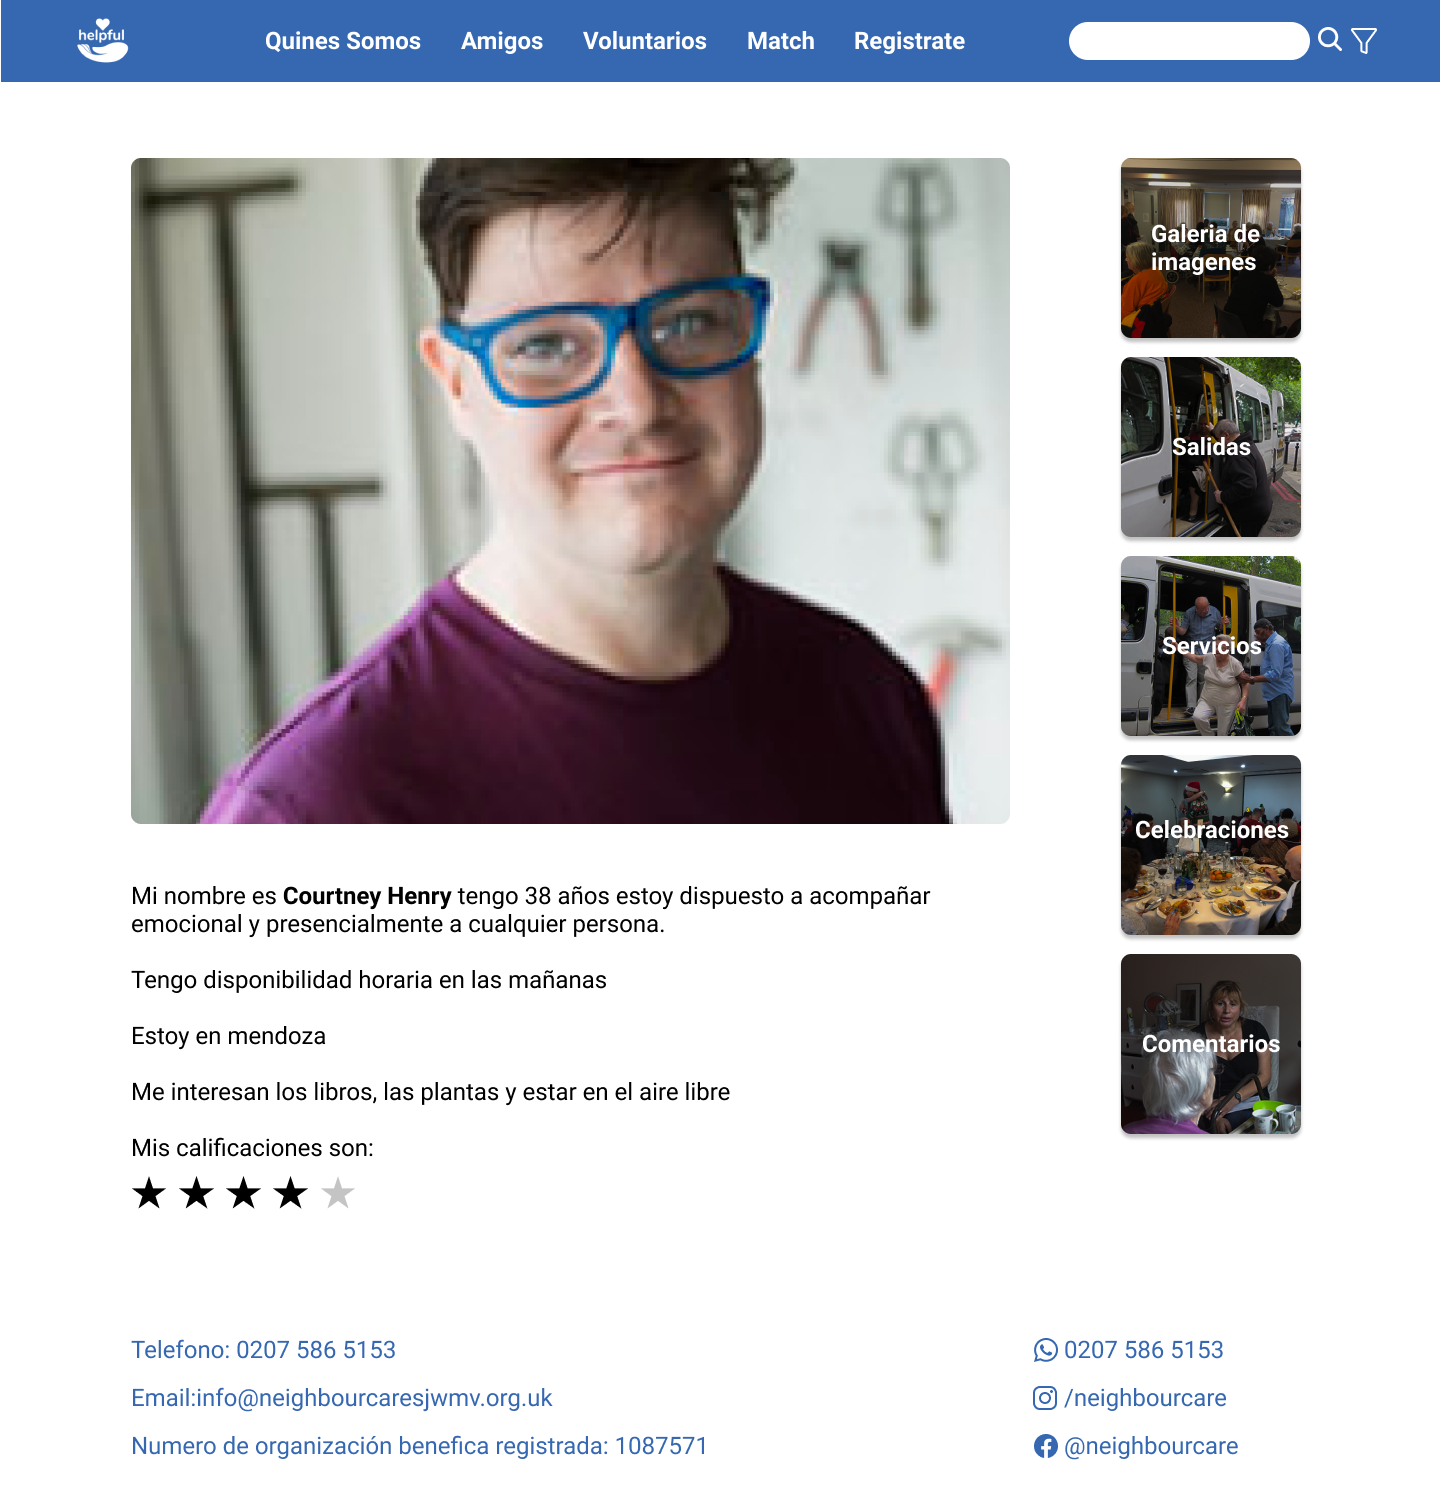 helpful
Quines Somos Amigos Voluntarios Match Registrate
Galeria de
imagenes
Salidas
Servicios
Celebraciones
Comentarios
Mi nombre es Courtney Henry tengo 38 años estoy dispuesto a acompañar
emocional y presencialmente a cualquier persona.
Tengo disponibilidad horaria en las mañanas
Estoy en mendoza
Me interesan los libros, las plantas y estar en el aire libre
Mis calificaciones son:
Telefono: 0207 586 5153
Email:info@neighbourcaresjwmv.org.uk
Numero de organización benefica registrada: 1087571
0207 586 5153
/neighbourcare
@neighbourcare